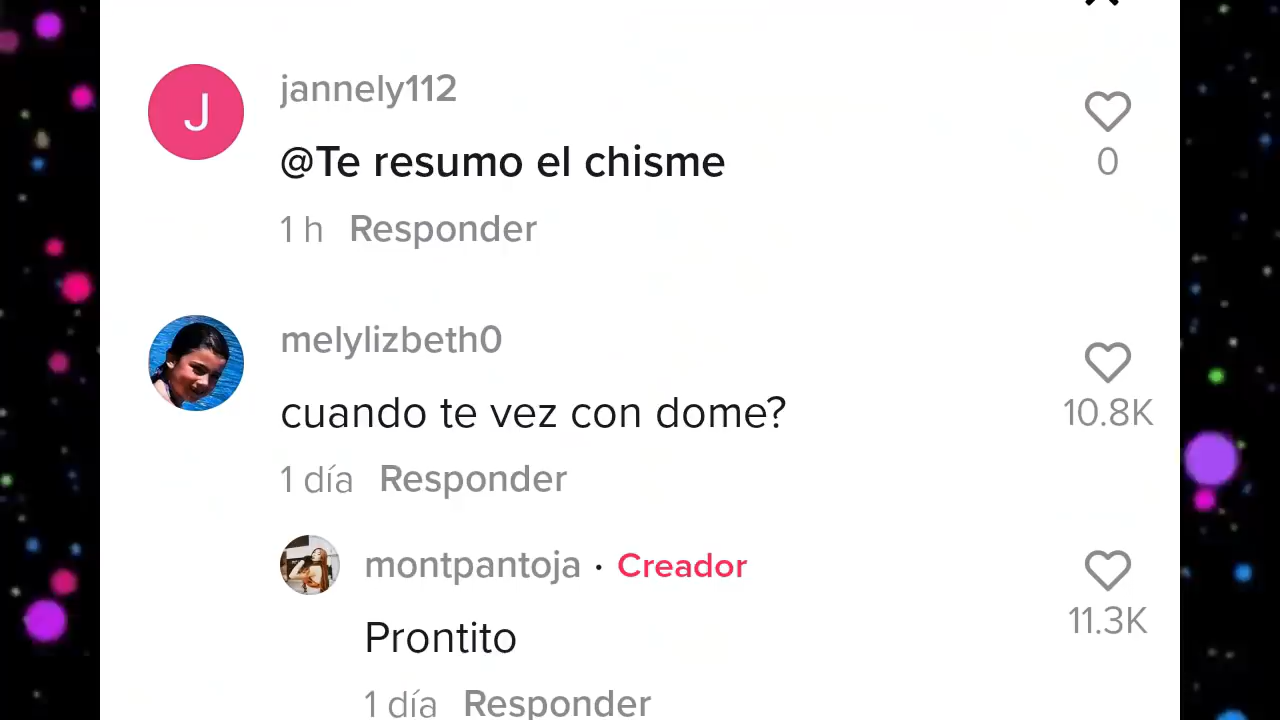 J
jannely112
@Te resumo el chisme
0
1 h Responder
melylizbeth0
cuando te vez con dome?
10.8K
1 día Responder
montpantoja · Creador
Prontito
11.3K
1 día Responder